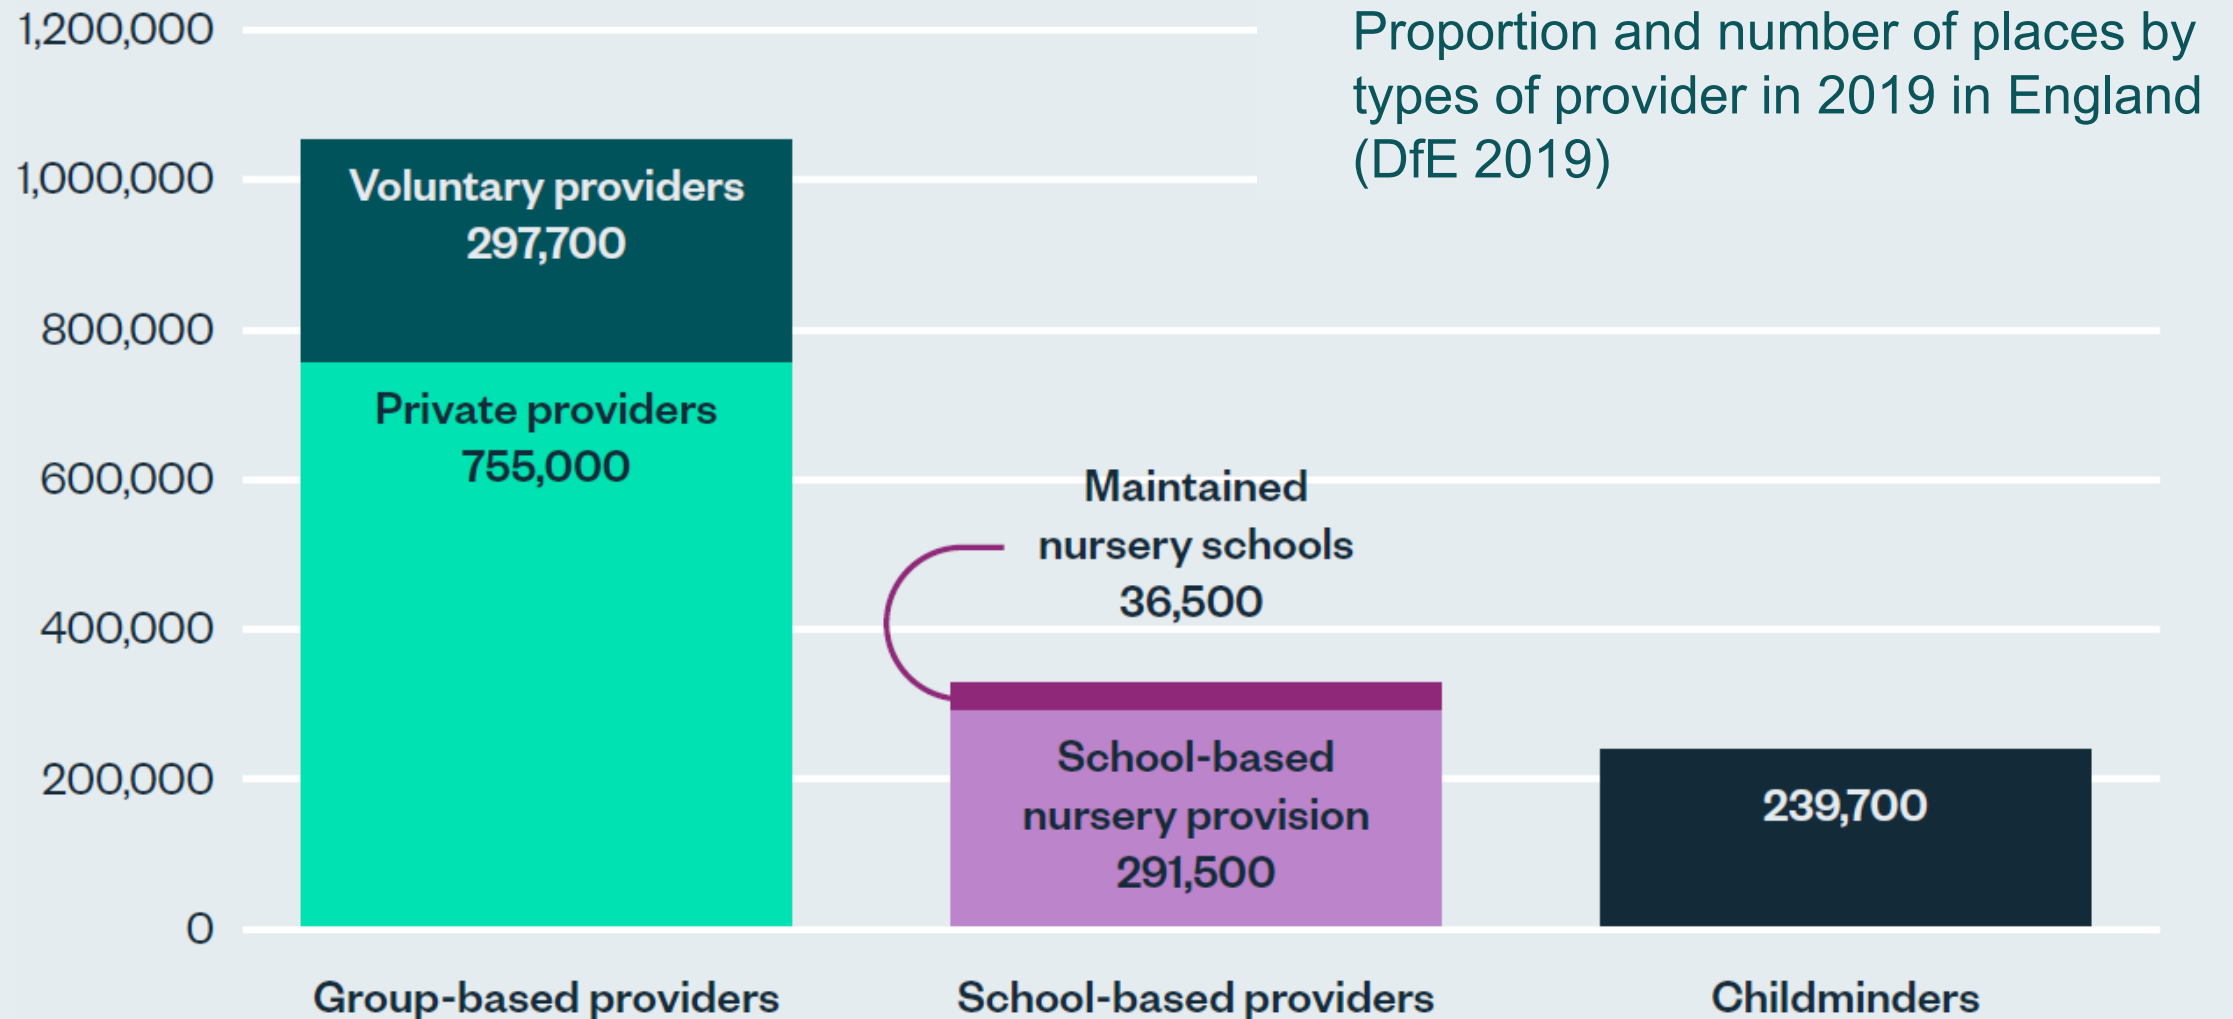 Proportion and number of places by
types of provider in 2019 in England
(DfE 2019)
1,200,000
1,000,000
800,000
600,000
400,000
200,000
0
Voluntary providers
297,700
Private providers
755,000
Maintained
nursery schools
36,500
School-based
nursery provision
291,500
239,700
Group-based providers
School-based providers
Childminders